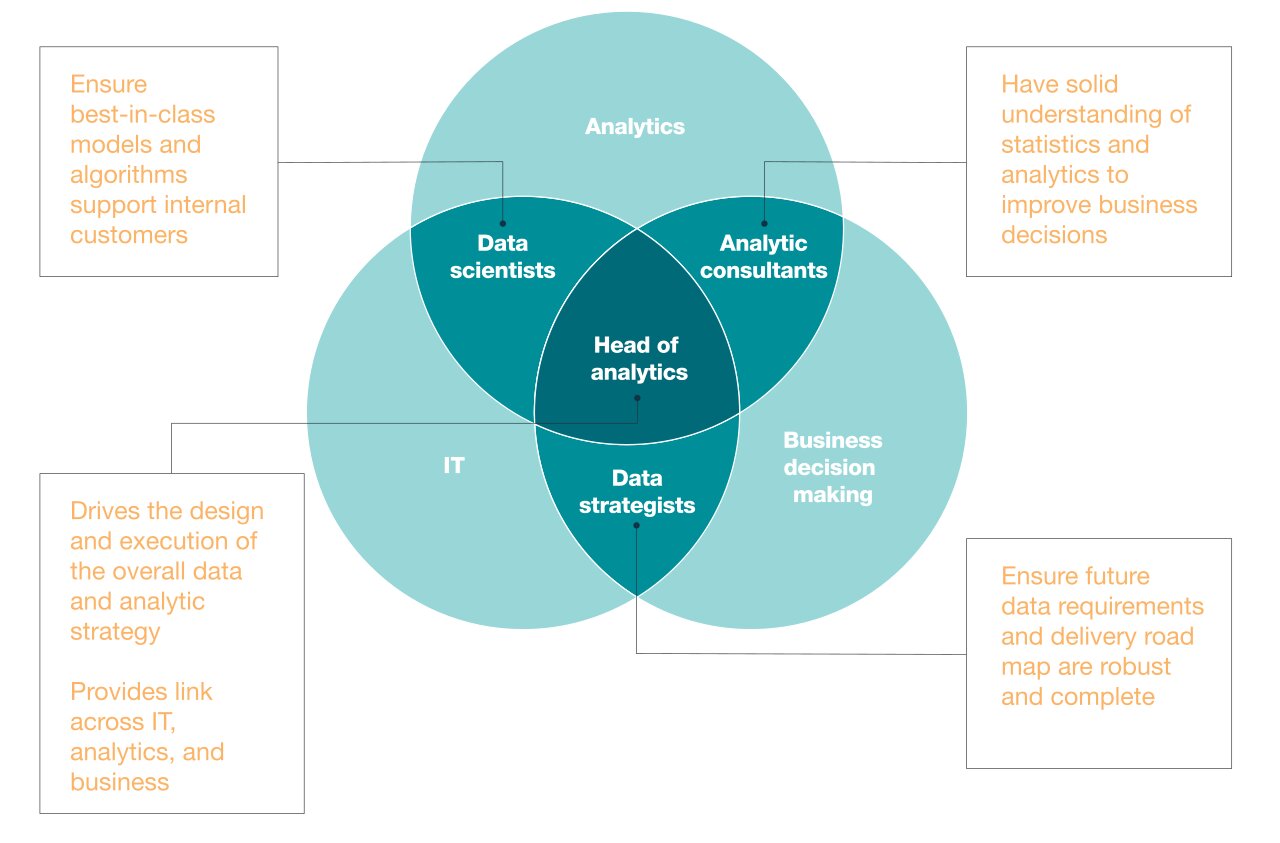 Ensure
best-in-class
models and
algorithms
support internal
customers
Analytics
Have solid
understanding of
statistics and
analytics to
improve business
decisions
Data
scientists
Analytic
consultants
Head of
analytics
IT
Business
decision
making
Data
strategists
Drives the design
and execution of
the overall data
and analytic
strategy
Provides link
across IT,
analytics, and
business
Ensure future
data requirements
and delivery road
map are robust
and complete